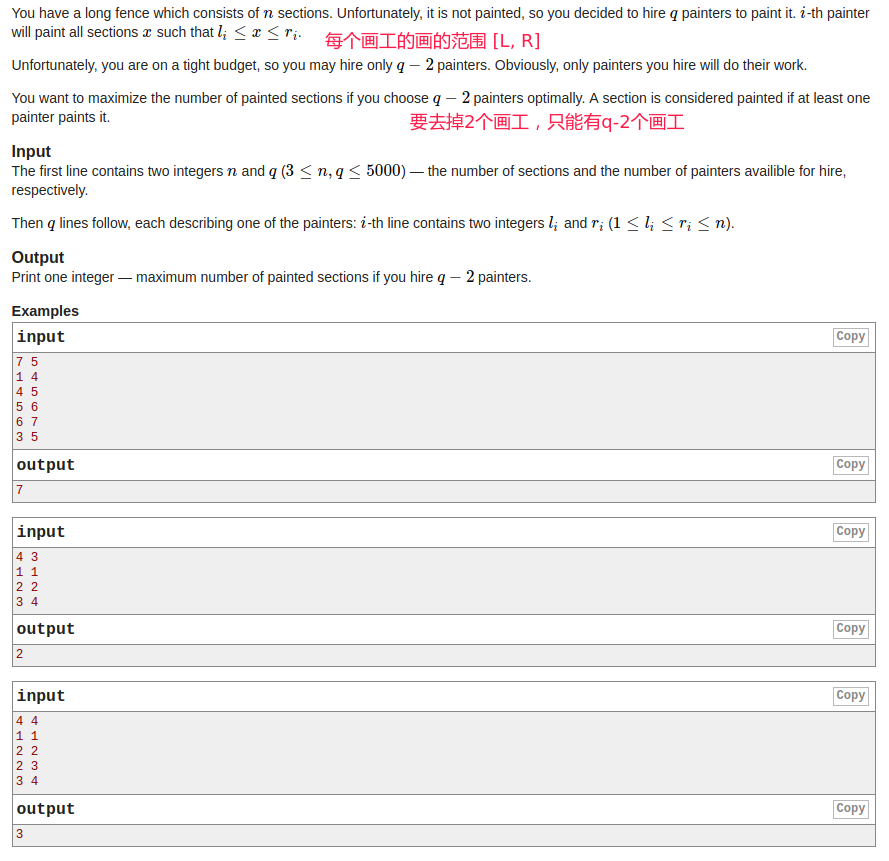 You have a long fence which consists of n sections. Unfortunately, it is not painted, so you decided to hire q painters to paint it. i-th painter
will paint all sections x such that l_i ≤ x ≤ r_i.
每个画工的画的范围 [L, R]
Unfortunately, you are on a tight budget, so you may hire only q − 2 painters. Obviously, only painters you hire will do their work.
You want to maximize the number of painted sections if you choose q − 2 painters optimally. A section is considered painted if at least one
painter paints it.
要去掉2个画工，只能有q-2个画工
Input
The first line contains two integers n and q (3 ≤ n, q ≤ 5000) — the number of sections and the number of painters availible for hire,
respectively.
Then q lines follow, each describing one of the painters: i-th line contains two integers l_i and r_i (1 ≤ l_i ≤ r_i ≤ n).
Output
Print one integer — maximum number of painted sections if you hire q − 2 painters.
Examples
input
Copy
7 5
1 4
4 5
5 6
6 7
3 5
output
Copy
7
input
Copy
4 3
1 1
2 2
3 4
output
Copy
2
input
Copy
4 4
1 1
2 2
2 3
3 4
output
Copy
3